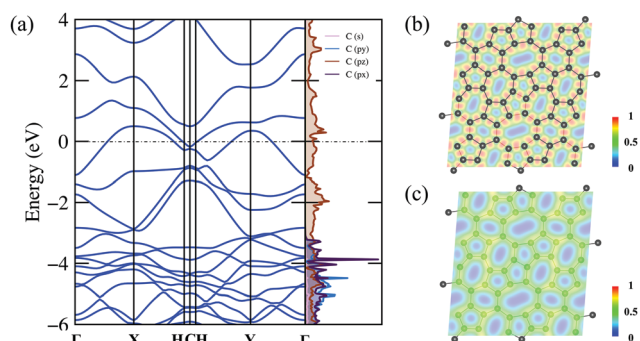 (a)
4
2
0
−2
−4
−6
Energy (eV)
C (s)
C (py)
C (pz)
C (px)
Γ X H C H Y Γ
(b)
1
0.5
0
(c)
1
0.5
0